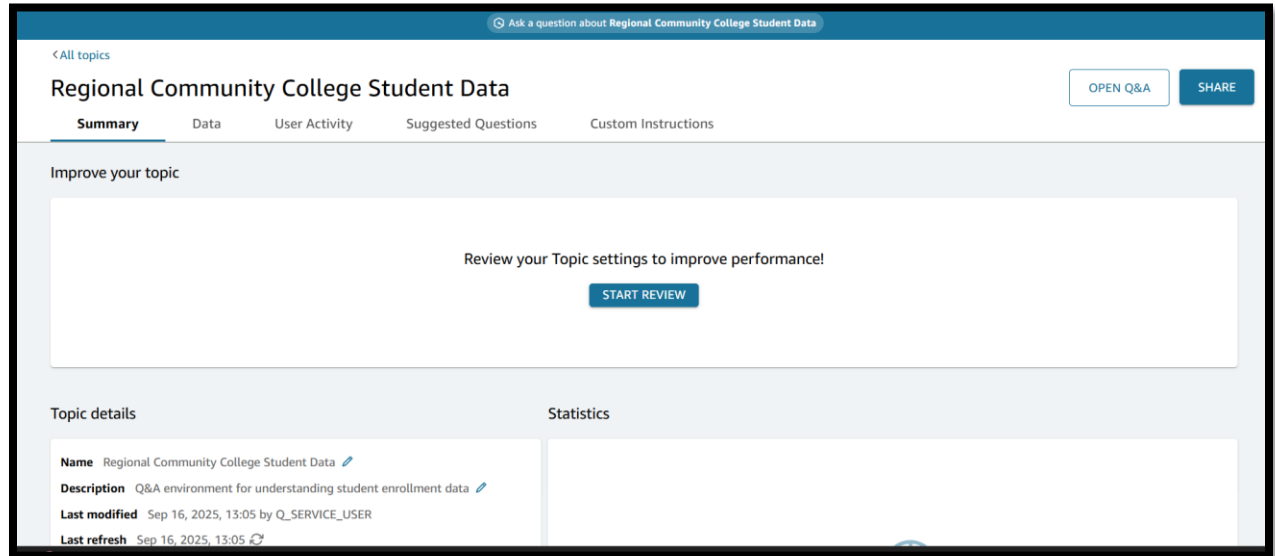 Ask a question about Regional Community College Student Data
<All topics
Regional Community College Student Data
OPEN Q&A
SHARE
Summary
Data
User Activity
Suggested Questions
Custom Instructions
Improve your topic
Review your Topic settings to improve performance!
START REVIEW
Topic details
Statistics
Name Regional Community College Student Data
Description Q&A environment for understanding student enrollment data
Last modified Sep 16, 2025, 13:05 by Q_SERVICE_USER
Last refresh Sep 16, 2025, 13:05